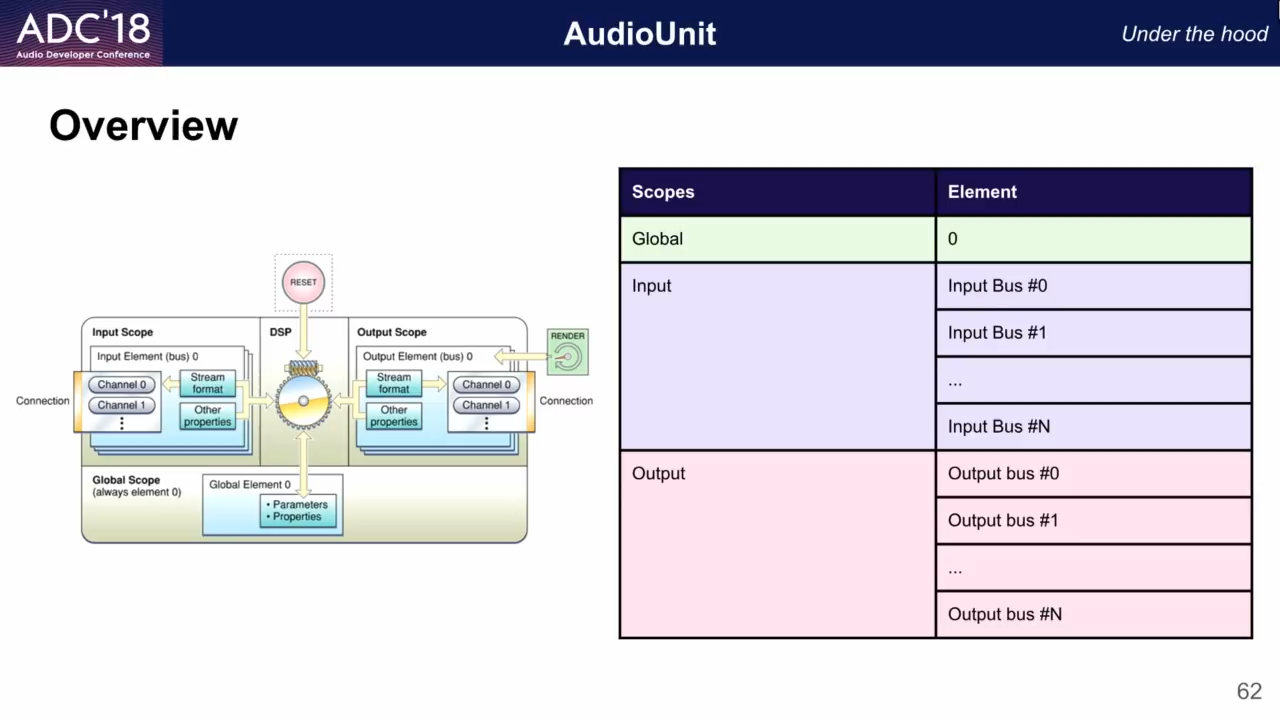 ADC'18
Audio Developer Conference
AudioUnit
Under the hood
Overview
RESET
Input Scope
DSP
Output Scope
RENDER
Input Element (bus) 0
Output Element (bus) 0
Connection
Channel 0
Channel 1
Stream
format
Other
properties
Stream
format
Other
properties
Channel 0
Channel 1
Connection
Global Scope
(always element 0)
Global Element 0
• Parameters
• Properties
Scopes
Element
Global
0
Input
Input Bus #0
Input Bus #1
...
Input Bus #N
Output
Output bus #0
Output bus #1
...
Output bus #N
62